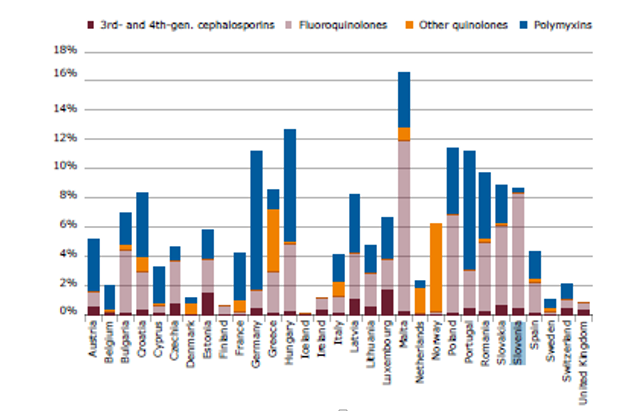 3rd- and 4th-gen. cephalosporins Fluoroquinolones Other quinolones Polymyxins
18%
16%
14%
12%
10%
8%
6%
4%
2%
0%
Austria
Belgium
Bulgaria
Croatia
Cyprus
Czechia
Denmark
Estonia
Finland
France
Germany
Greece
Hungary
Iceland
Ireland
Italy
Latvia
Lithuania
Luxembourg
Malta
Netherlands
Norway
Poland
Portugal
Romania
Slovakia
Slovenia
Spain
Sweden
Switzerland
United Kingdom